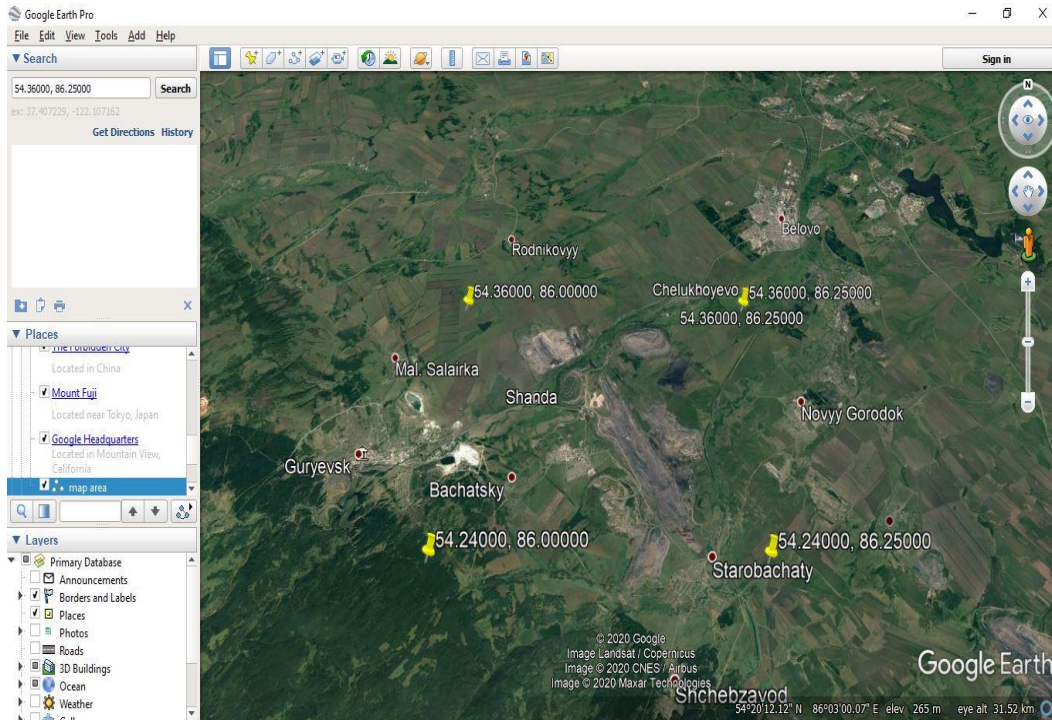 Google Earth Pro
File Edit View Tools Add Help
Search
54.36000, 86.25000 Search
ex: 37.407229, -122.107162
Get Directions History
Places
The Forbidden City
Located in China
Mount Fuji
Located near Tokyo, Japan
Google Headquarters
Located in Mountain View,
California
map area
Layers
Primary Database
Announcements
Borders and Labels
Places
Photos
Roads
3D Buildings
Ocean
Weather
Sign in
N
Belovo
Rodnikovyy
54.36000, 86.00000
Chelukhoyevo 54.36000, 86.25000
54.36000, 86.25000
Mal. Salairka
Shanda
Novyy Gorodok
Guryevsk
Bachatsky
54.24000, 86.00000
54.24000, 86.25000
Starobachaty
© 2020 Google
Image Landsat / Copernicus
Image © 2020 CNES / Airbus
Image © 2020 Maxar Technologies
Google Earth
Shchebzavod
54°20'12.12" N 86°03'00.07" E elev 265 m eye alt 31.52 km